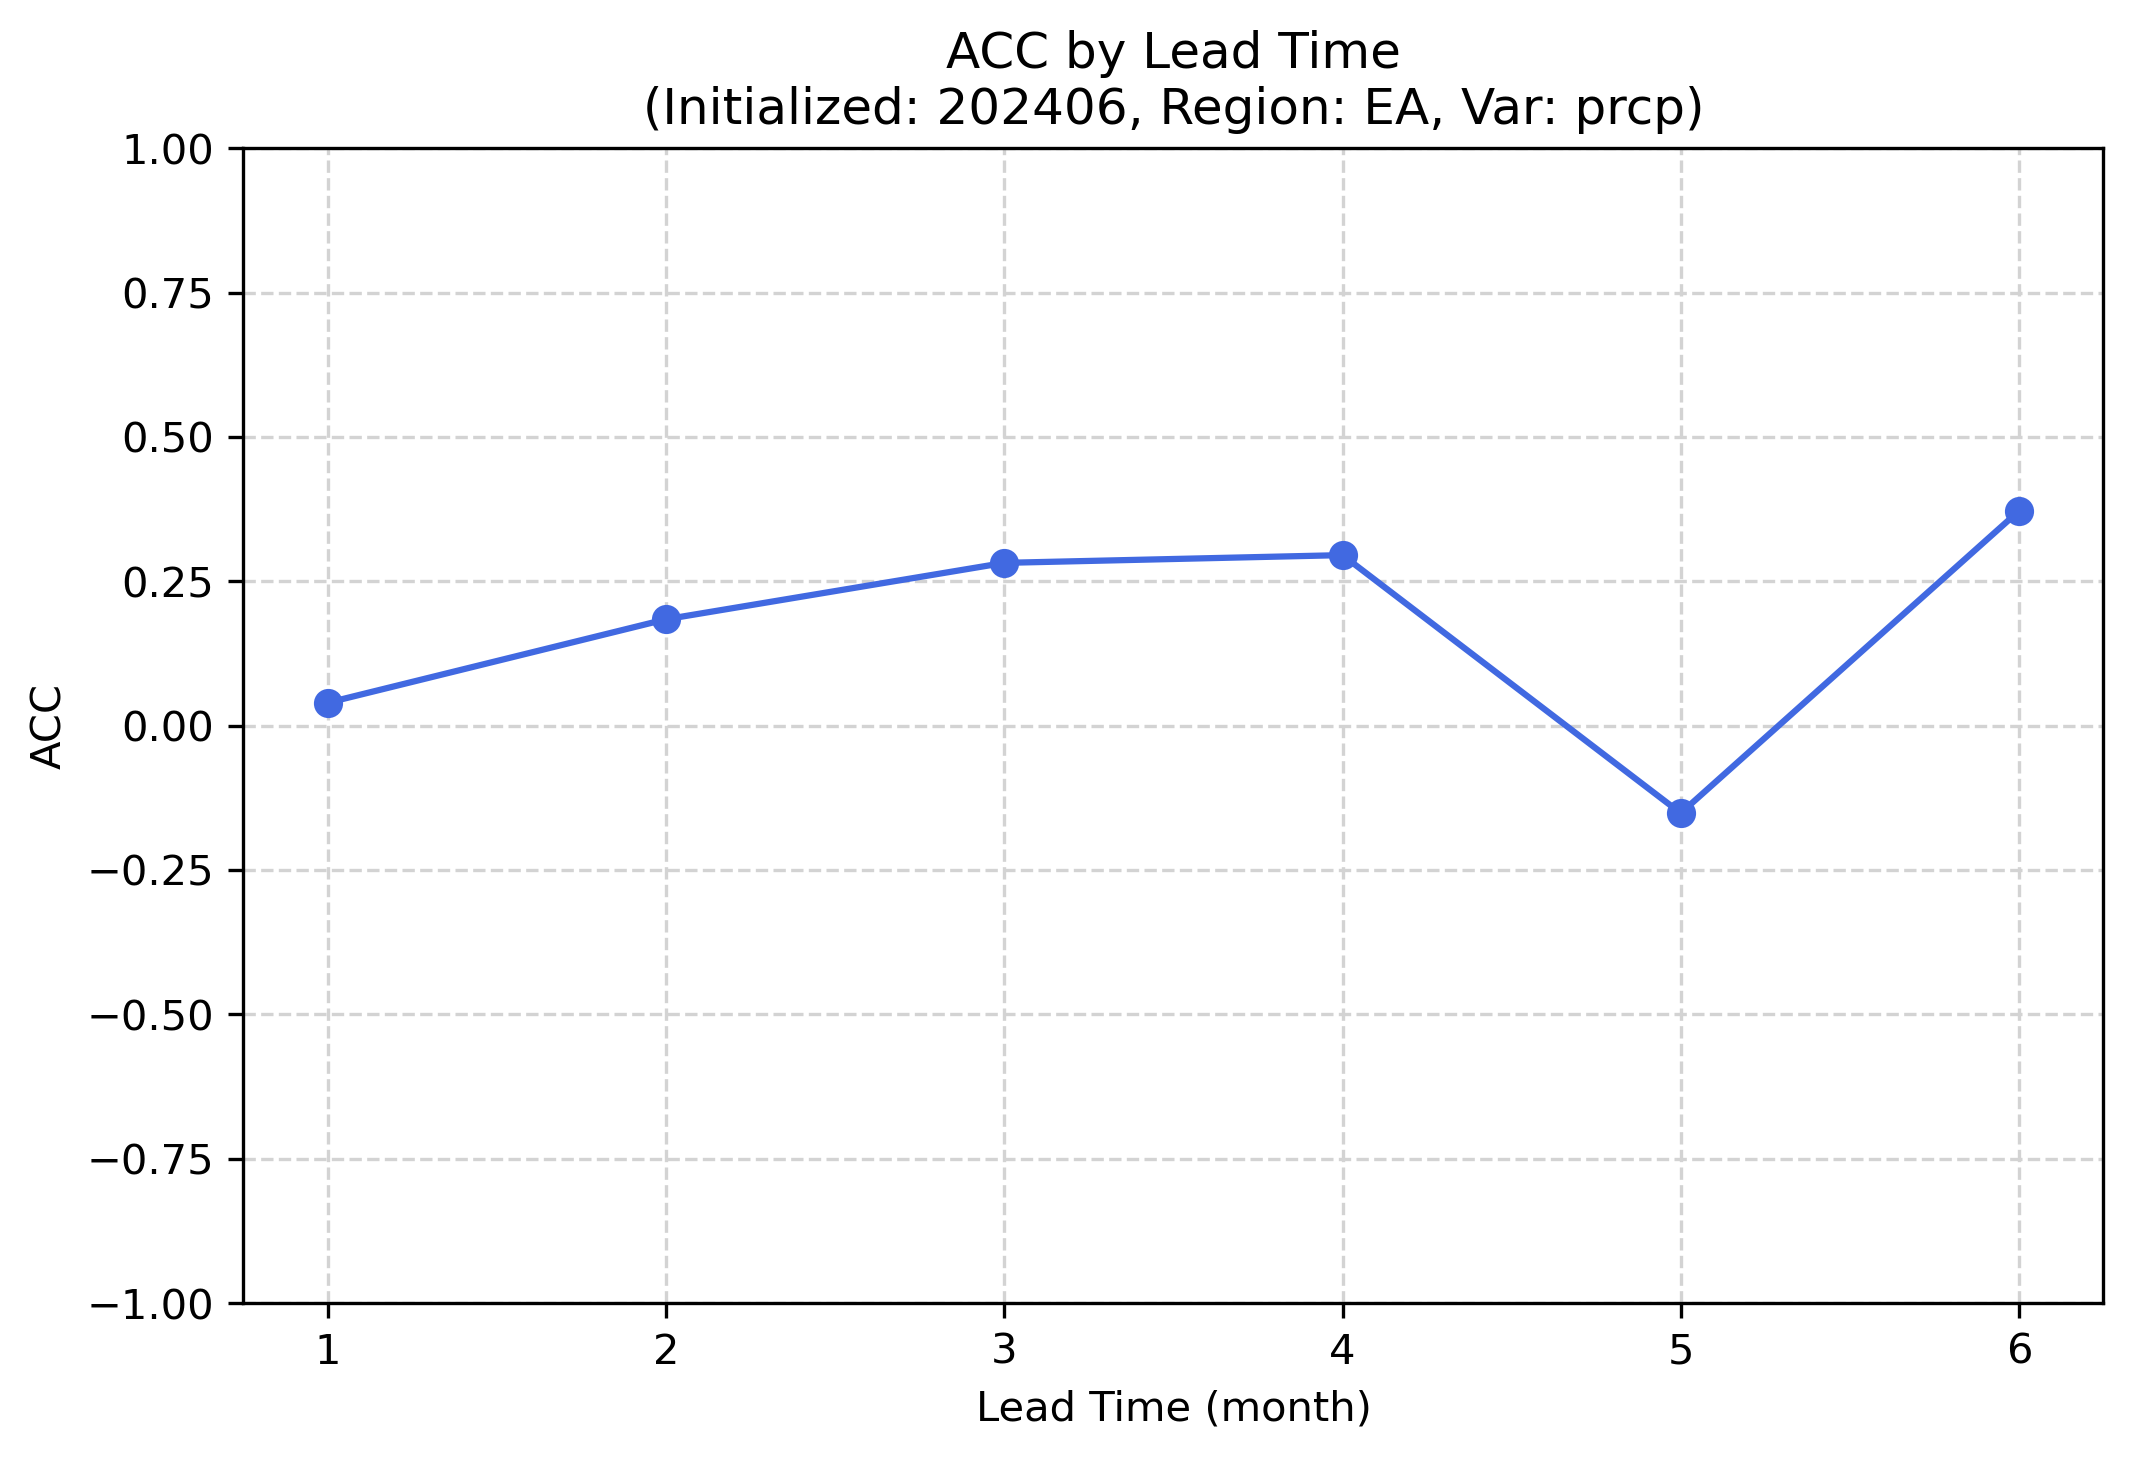 ACC by Lead Time
(Initialized: 202406, Region: EA, Var: prcp)
1.00
0.75
0.50
0.25
0.00
−0.25
−0.50
−0.75
−1.00
ACC
1 2 3 4 5 6
Lead Time (month)